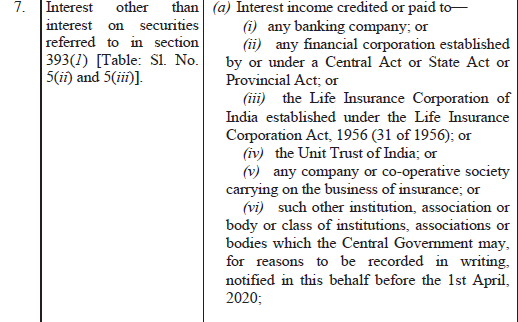 7.
Interest other than
interest on securities
referred to in section
393(1) [Table: Sl. No.
5(ii) and 5(iii)].
(a) Interest income credited or paid to—
(i) any banking company; or
(ii) any financial corporation established
by or under a Central Act or State Act or
Provincial Act; or
(iii) the Life Insurance Corporation of
India established under the Life Insurance
Corporation Act, 1956 (31 of 1956); or
(iv) the Unit Trust of India; or
(v) any company or co-operative society
carrying on the business of insurance; or
(vi) such other institution, association or
body or class of institutions, associations or
bodies which the Central Government may,
for reasons to be recorded in writing,
notified in this behalf before the 1st April,
2020;